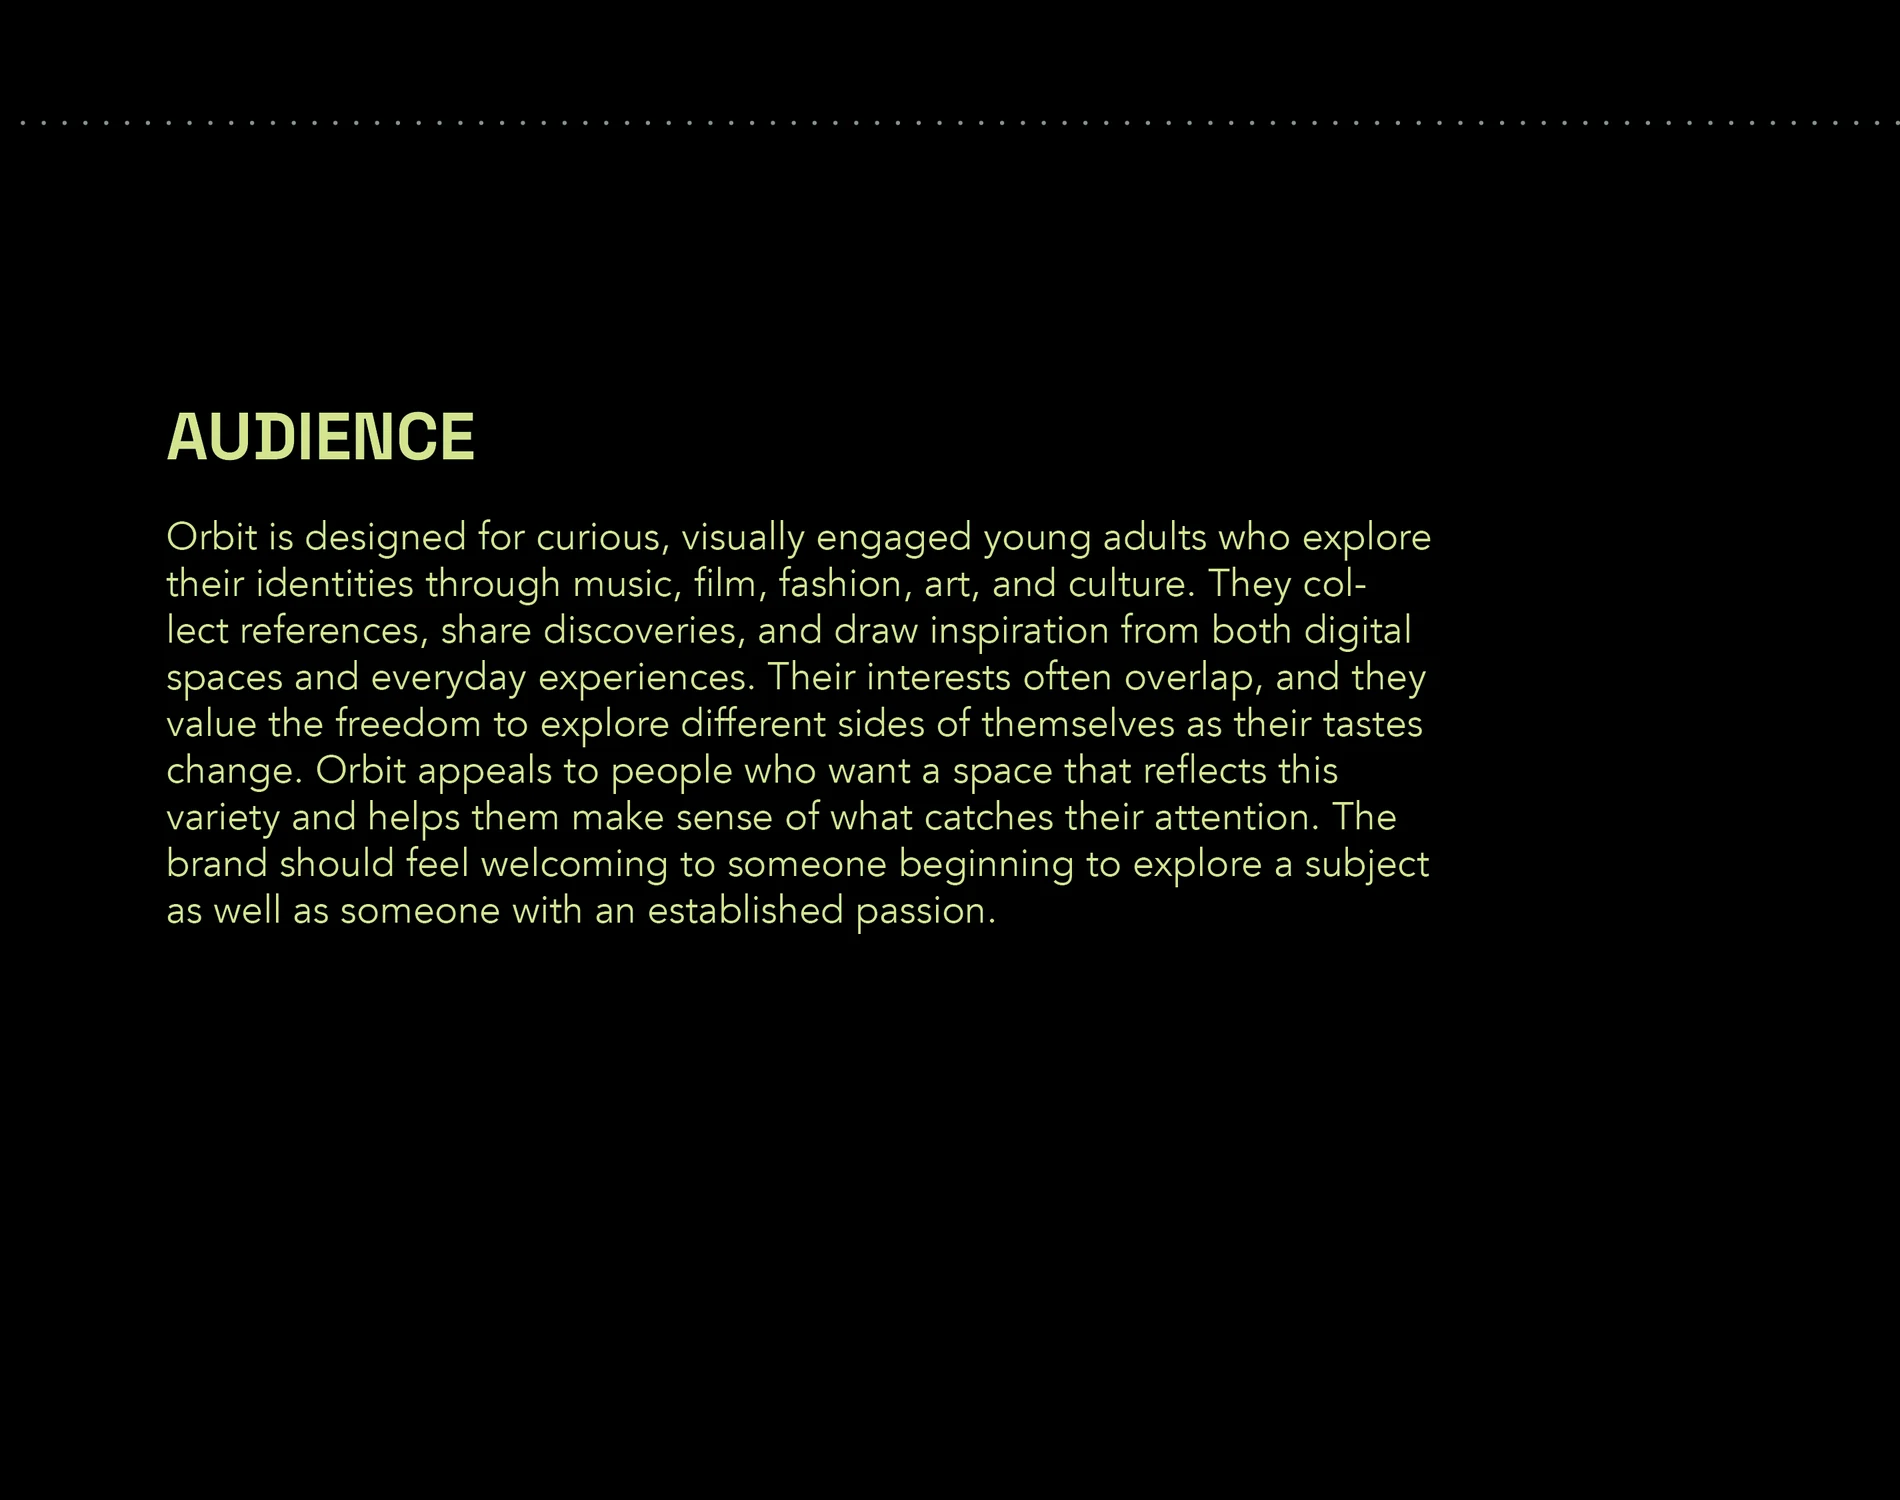 AUDIENCE
Orbit is designed for curious, visually engaged young adults who explore
their identities through music, film, fashion, art, and culture. They col-
lect references, share discoveries, and draw inspiration from both digital
spaces and everyday experiences. Their interests often overlap, and they
value the freedom to explore different sides of themselves as their tastes
change. Orbit appeals to people who want a space that reflects this
variety and helps them make sense of what catches their attention. The
brand should feel welcoming to someone beginning to explore a subject
as well as someone with an established passion.